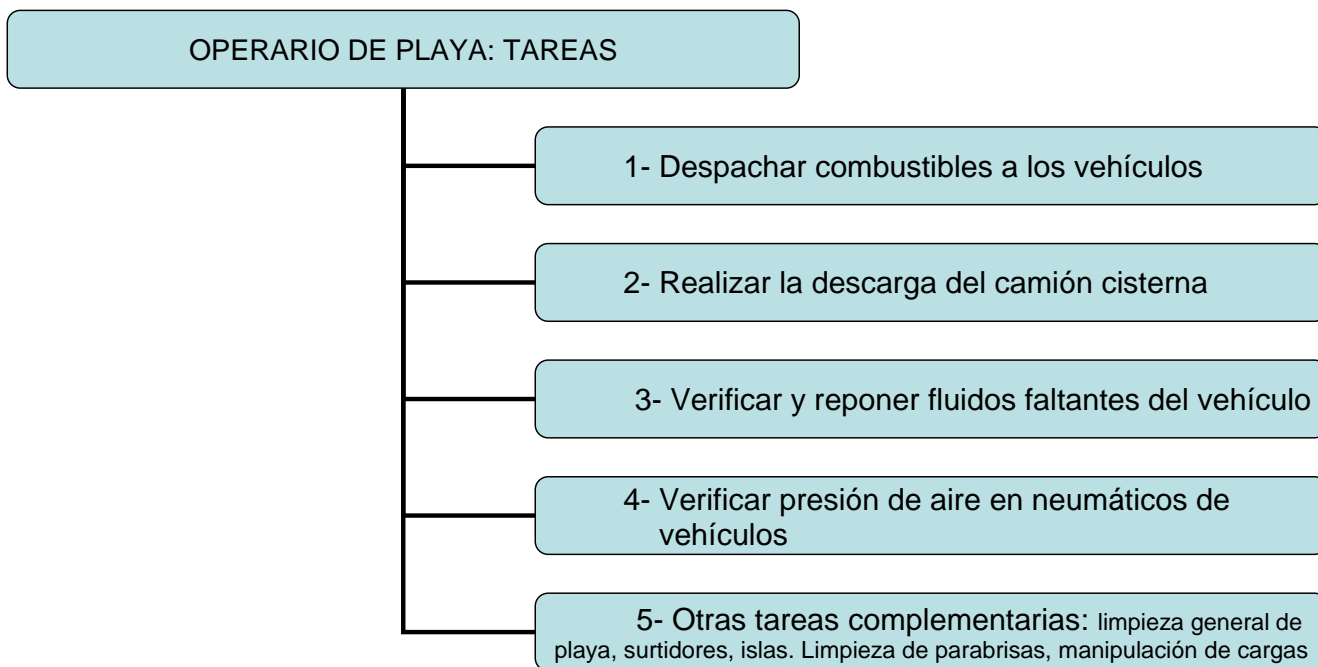 OPERARIO DE PLAYA: TAREAS
1- Despachar combustibles a los vehículos
2- Realizar la descarga del camión cisterna
3- Verificar y reponer fluidos faltantes del vehículo
4- Verificar presión de aire en neumáticos de
vehículos
5- Otras tareas complementarias: limpieza general de
playa, surtidores, islas. Limpieza de parabrisas, manipulación de cargas